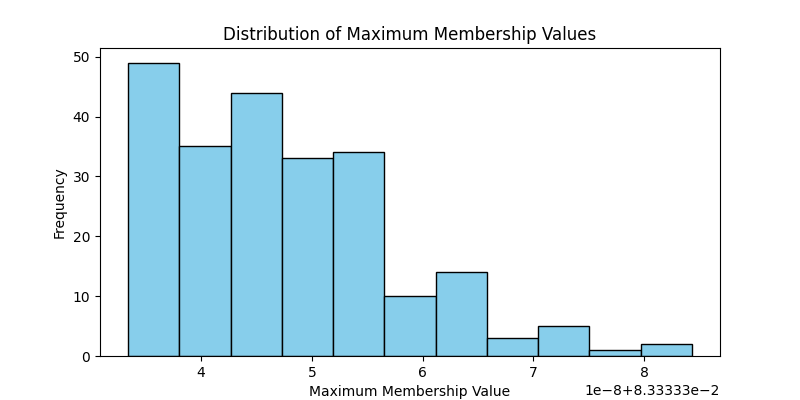 Distribution of Maximum Membership Values
50
40
30
20
10
0
Frequency
4 5 6 7 8
1e−8+8.33333e−2
Maximum Membership Value